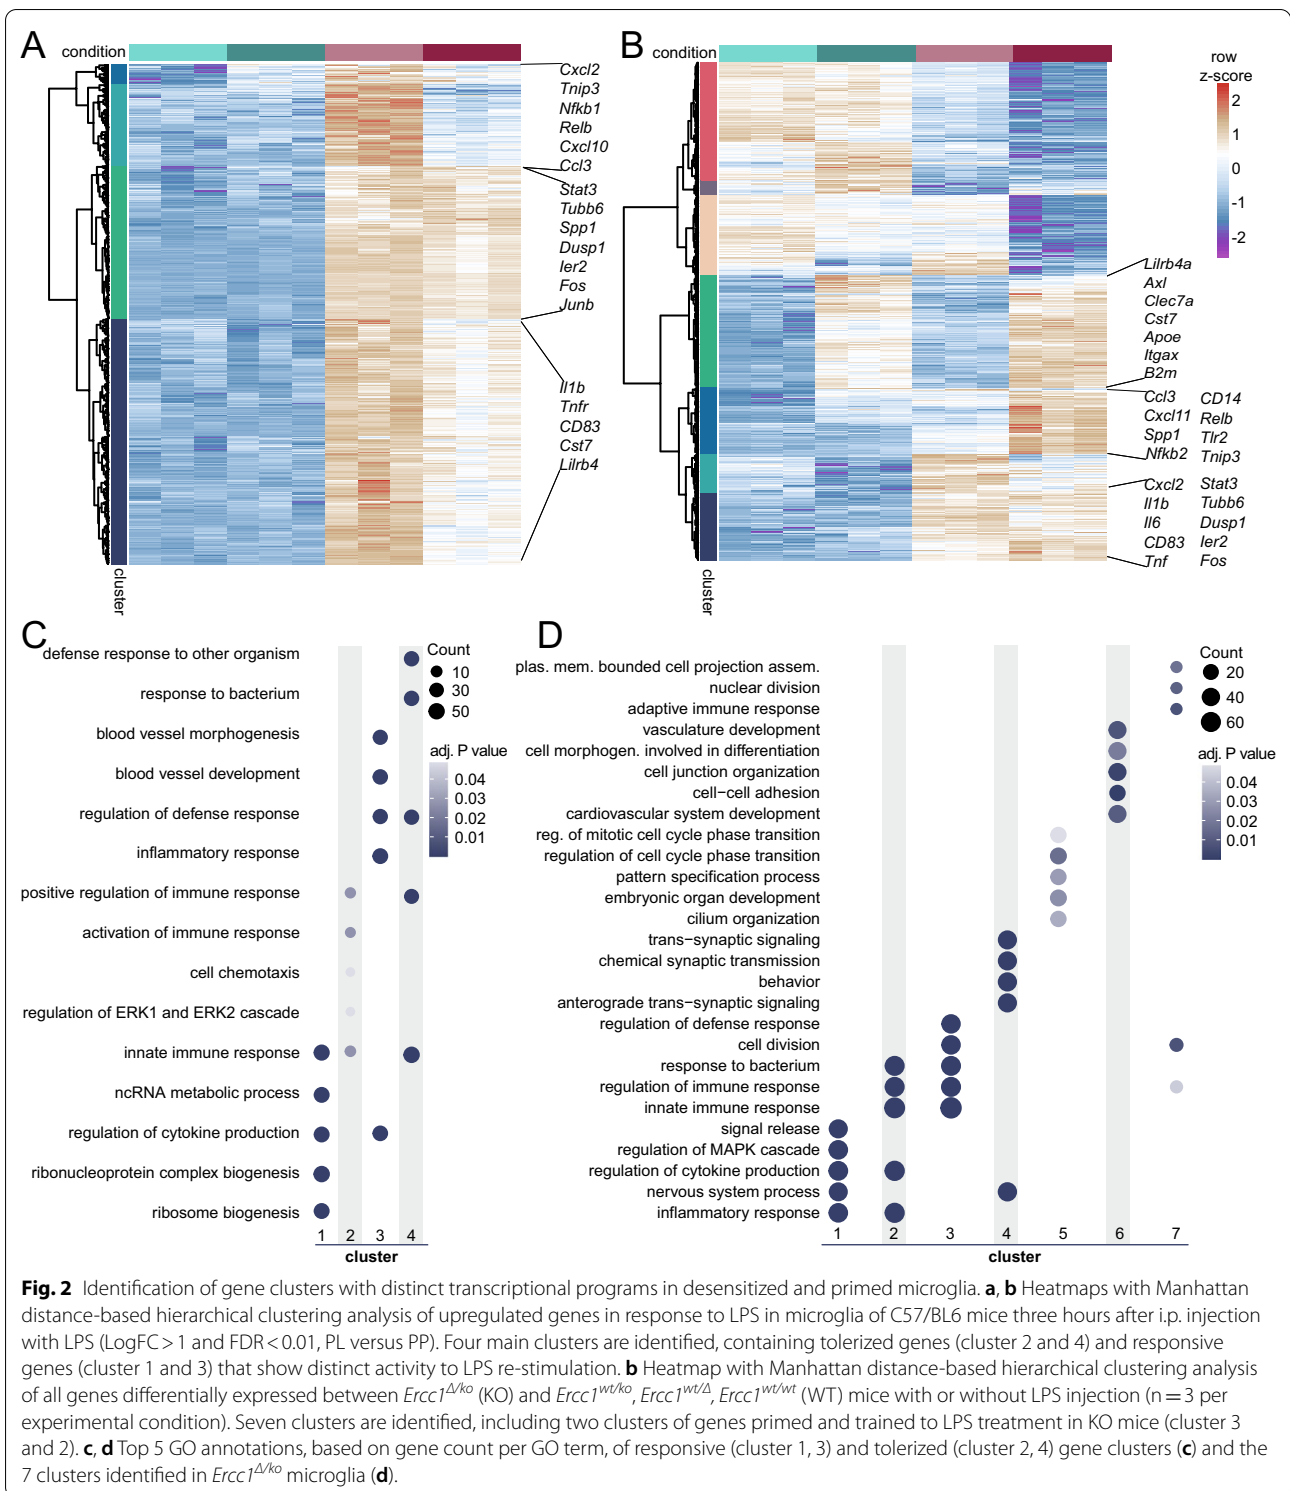 A
condition
Cxcl2
Tnip3
Nfkb1
Relb
Cxcl10
Ccl3
Stat3
Tubb6
Spp1
Dusp1
Ier2
Fos
Junb
Il1b
Tnfr
CD83
Cst7
Lilrb4
cluster
B
condition
row
z-score
2
1
0
-1
-2
Lilrb4a
Axl
Clec7a
Cst7
Apoe
Itgax
B2m
Ccl3 CD14
Cxcl11 Relb
Spp1 Tlr2
Nfkb2 Tnip3
Cxcl2 Stat3
Il1b Tubb6
Il6 Dusp1
CD83 Ier2
Tnf Fos
cluster
C
defense response to other organism
response to bacterium
blood vessel morphogenesis
blood vessel development
regulation of defense response
inflammatory response
positive regulation of immune response
activation of immune response
cell chemotaxis
regulation of ERK1 and ERK2 cascade
innate immune response
ncRNA metabolic process
regulation of cytokine production
ribonucleoprotein complex biogenesis
ribosome biogenesis
1 2 3 4
cluster
Count
10
30
50
adj. P value
0.04
0.03
0.02
0.01
D
plas. mem. bounded cell projection assem.
nuclear division
adaptive immune response
vasculature development
cell morphogen. involved in differentiation
cell junction organization
cell−cell adhesion
cardiovascular system development
reg. of mitotic cell cycle phase transition
regulation of cell cycle phase transition
pattern specification process
embryonic organ development
cilium organization
trans−synaptic signaling
chemical synaptic transmission
behavior
anterograde trans−synaptic signaling
regulation of defense response
cell division
response to bacterium
regulation of immune response
innate immune response
signal release
regulation of MAPK cascade
regulation of cytokine production
nervous system process
inflammatory response
1 2 3 4 5 6 7
cluster
Count
20
40
60
adj. P value
0.04
0.03
0.02
0.01
Fig. 2 Identification of gene clusters with distinct transcriptional programs in desensitized and primed microglia. a, b Heatmaps with Manhattan
distance-based hierarchical clustering analysis of upregulated genes in response to LPS in microglia of C57/BL6 mice three hours after i.p. injection
with LPS (LogFC > 1 and FDR < 0.01, PL versus PP). Four main clusters are identified, containing tolerized genes (cluster 2 and 4) and responsive
genes (cluster 1 and 3) that show distinct activity to LPS re-stimulation. b Heatmap with Manhattan distance-based hierarchical clustering analysis
of all genes differentially expressed between Ercc1Δ/ko (KO) and Ercc1wt/ko, Ercc1wt/Δ, Ercc1wt/wt (WT) mice with or without LPS injection (n = 3 per
experimental condition). Seven clusters are identified, including two clusters of genes primed and trained to LPS treatment in KO mice (cluster 3
and 2). c, d Top 5 GO annotations, based on gene count per GO term, of responsive (cluster 1, 3) and tolerized (cluster 2, 4) gene clusters (c) and the
7 clusters identified in Ercc1Δ/ko microglia (d).